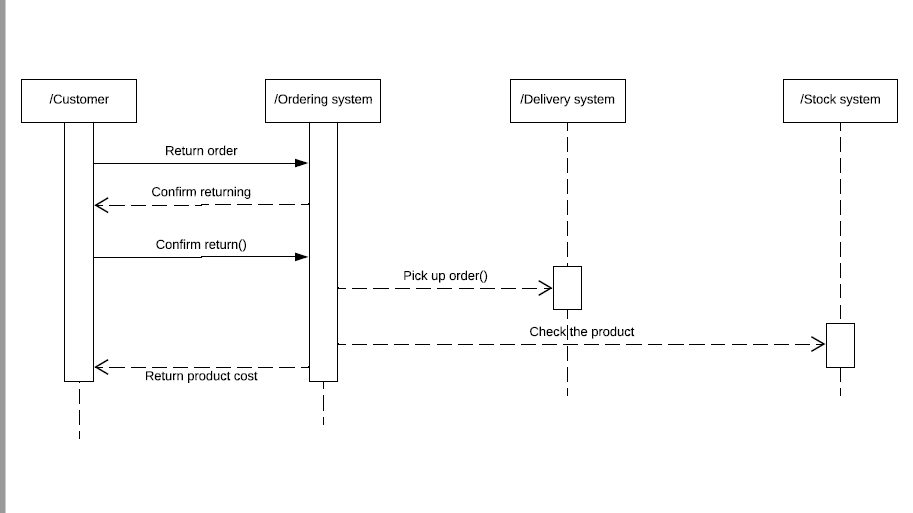 /Customer
/Ordering system
/Delivery system
/Stock system
Return order
Confirm returning
Confirm return()
Pick up order()
Check the product
Return product cost